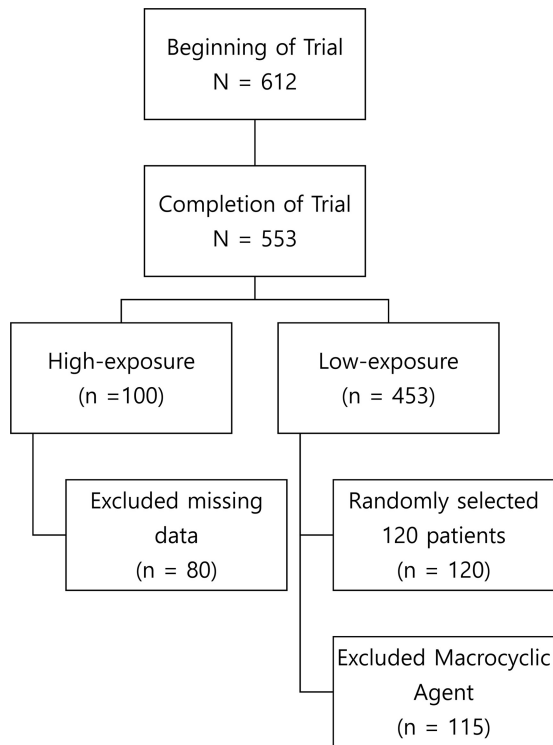 Beginning of Trial
N = 612
Completion of Trial
N = 553
High-exposure
(n =100)
Low-exposure
(n = 453)
Excluded missing
data
(n = 80)
Randomly selected
120 patients
(n = 120)
Excluded Macrocyclic
Agent
(n = 115)